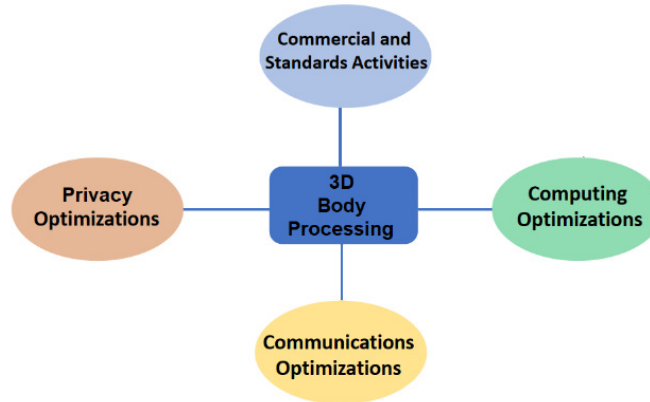 Commercial and
Standards Activities
Privacy
Optimizations
3D
Body
Processing
Computing
Optimizations
Communications
Optimizations